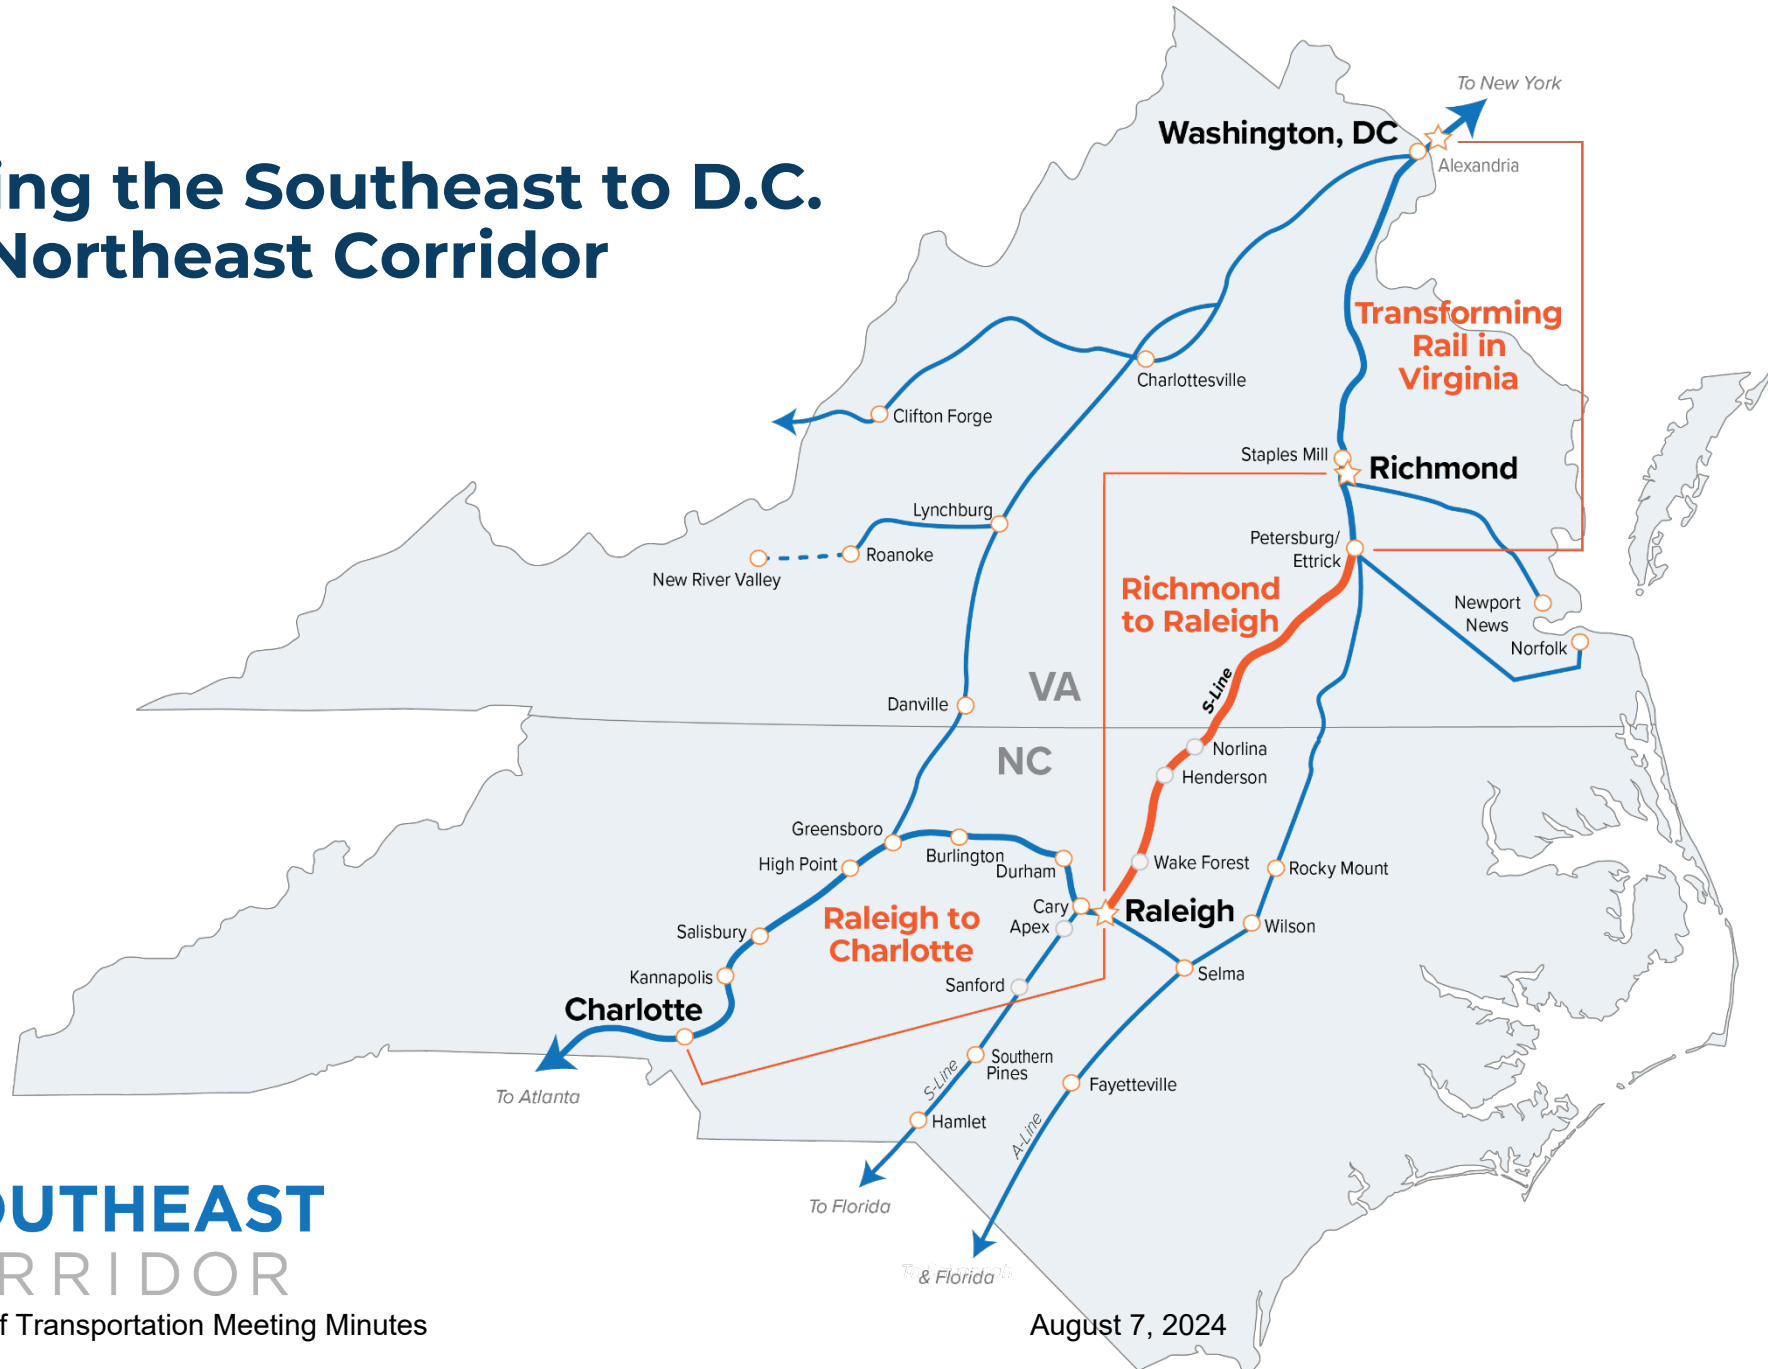 To New York
Washington, DC
Alexandria
ing the Southeast to D.C.
Northeast Corridor
Transforming
Rail in
Virginia
Charlottesville
Clifton Forge
Staples Mill
Richmond
Lynchburg
Roanoke
New River Valley
Petersburg/
Ettrick
Richmond
to Raleigh
Newport
News
Norfolk
S-Line
VA
Danville
NC
Norlina
Henderson
Greensboro
Burlington
Durham
High Point
Wake Forest
Rocky Mount
Cary
Raleigh
Apex
Raleigh to
Charlotte
Salisbury
Wilson
Kannapolis
Selma
Sanford
Charlotte
Southern
Pines
S-Line
Fayetteville
To Atlanta
Hamlet
A-Line
To Florida
& Florida
OUTHEAST
RRIDOR
f Transportation Meeting Minutes
August 7, 2024